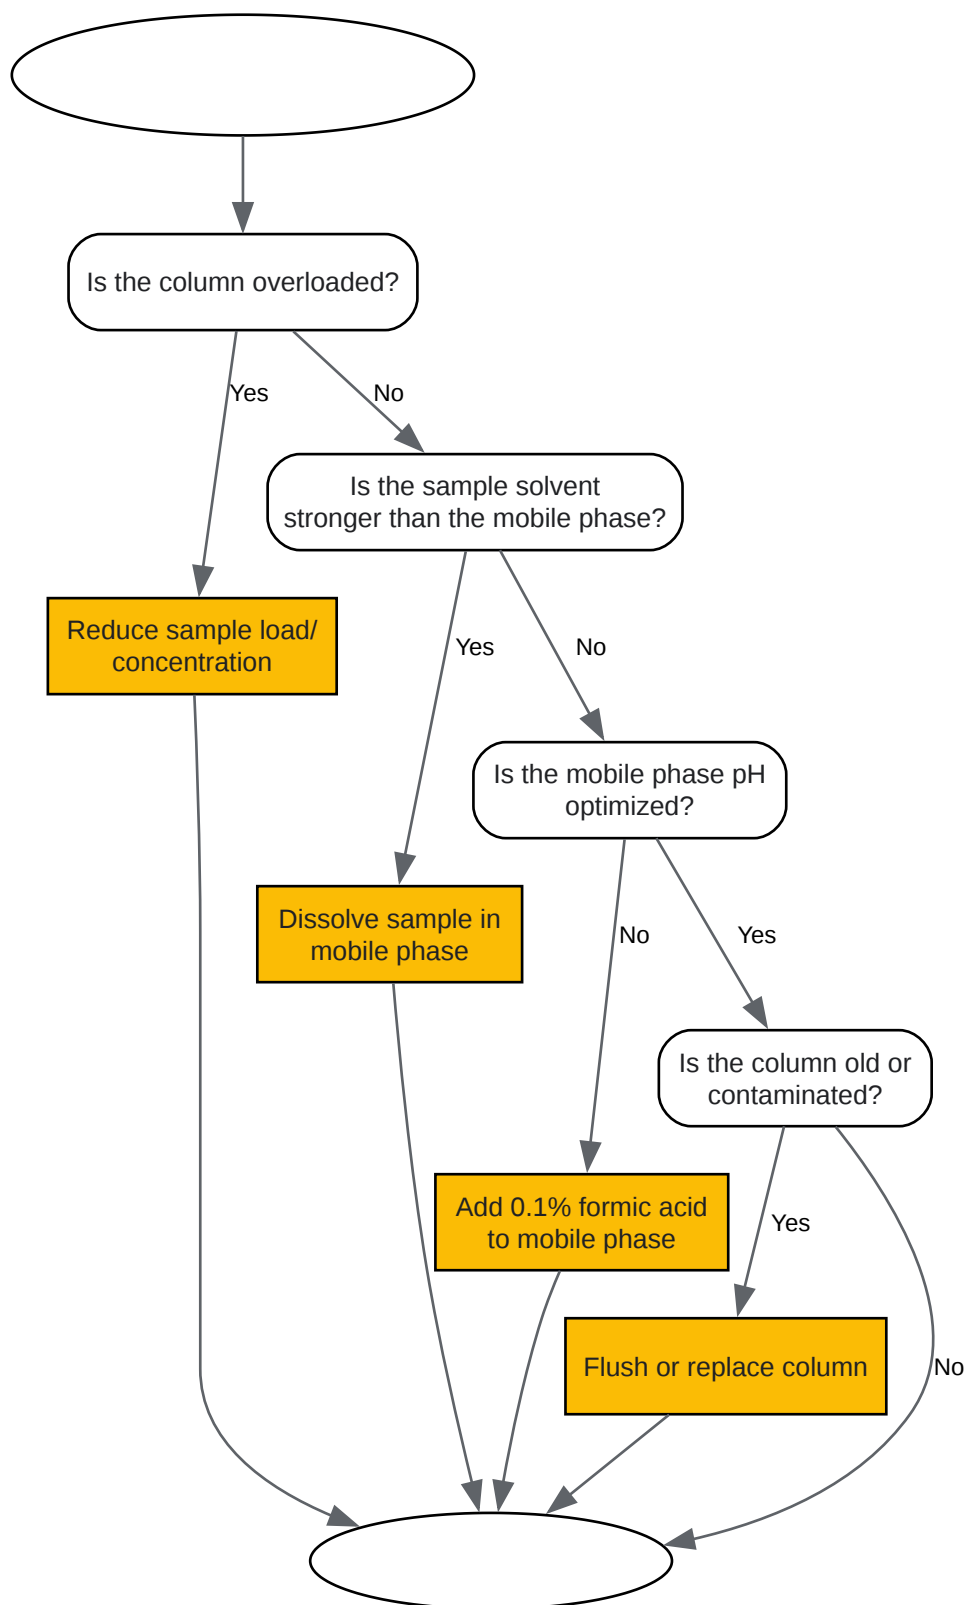 Is the column overloaded?
Yes
No
Is the sample solvent
stronger than the mobile phase?
Reduce sample load/
concentration
Yes
No
Is the mobile phase pH
optimized?
Dissolve sample in
mobile phase
No
Yes
Is the column old or
contaminated?
Add 0.1% formic acid
to mobile phase
Yes
Flush or replace column
No